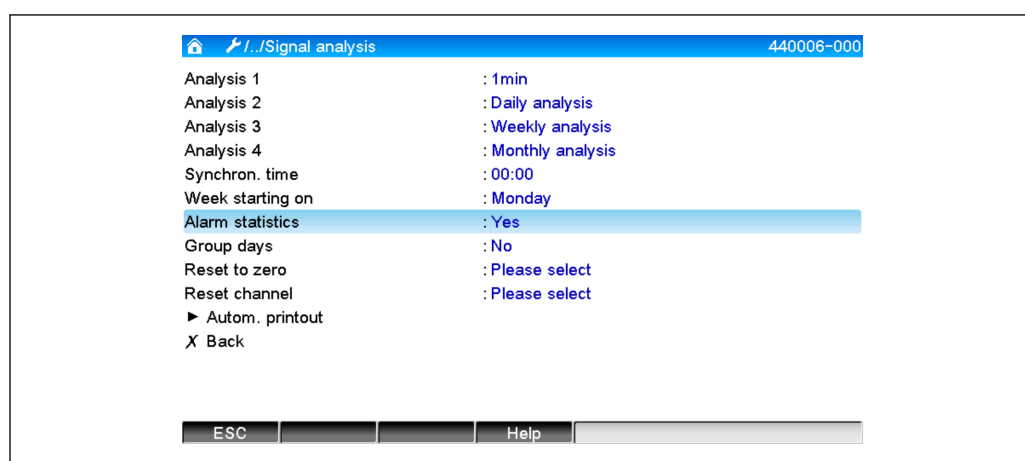 /../Signal analysis 440006-000
Analysis 1 : 1min
Analysis 2 : Daily analysis
Analysis 3 : Weekly analysis
Analysis 4 : Monthly analysis
Synchron. time : 00:00
Week starting on : Monday
Alarm statistics : Yes
Group days : No
Reset to zero : Please select
Reset channel : Please select
► Autom. printout
X Back
ESC Help